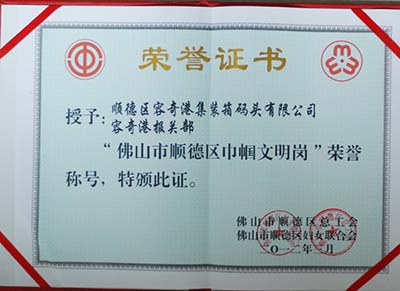 荣誉证书
授予：顺德区容奇港集装箱码头有限公司
容奇港报关部
“佛山市顺德区巾帼文明岗”荣誉
称号，特颁此证。
佛山市顺德区总工会
佛山市顺德区妇女联合会
二〇一二年三月